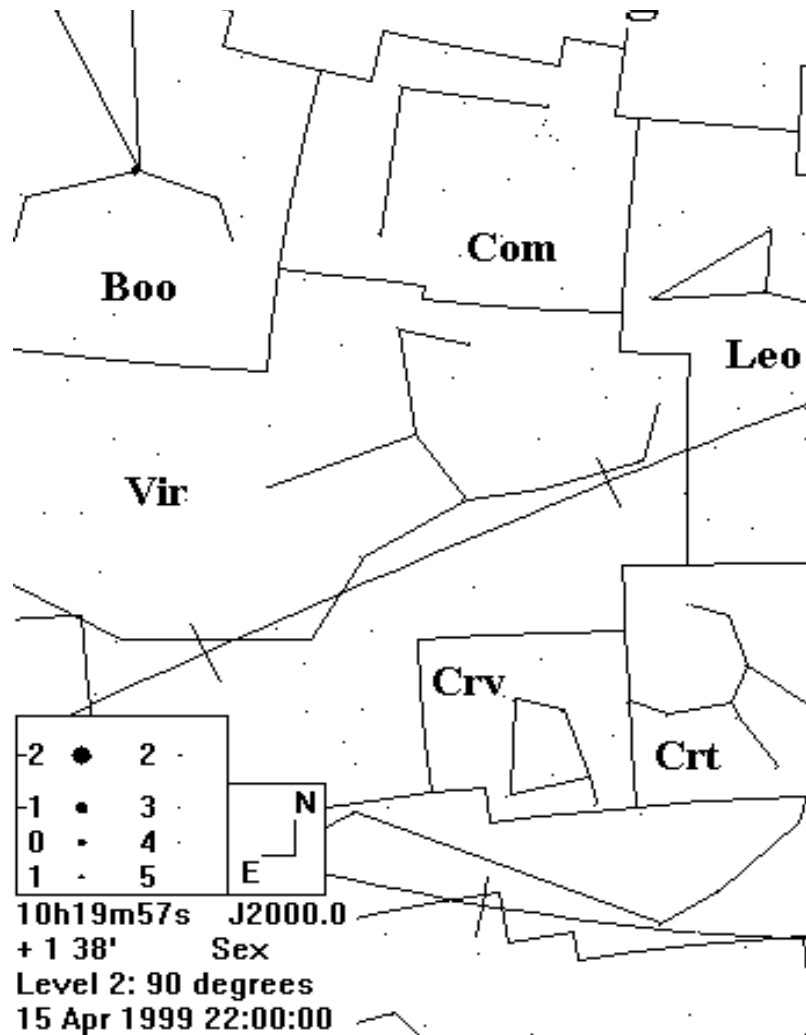 Com
Boo
Leo
Vir
Crv
Crt
-2 2
-1 3
0 4
1 5
N
E
10h19m57s J2000.0
+ 1 38' Sex
Level 2: 90 degrees
15 Apr 1999 22:00:00